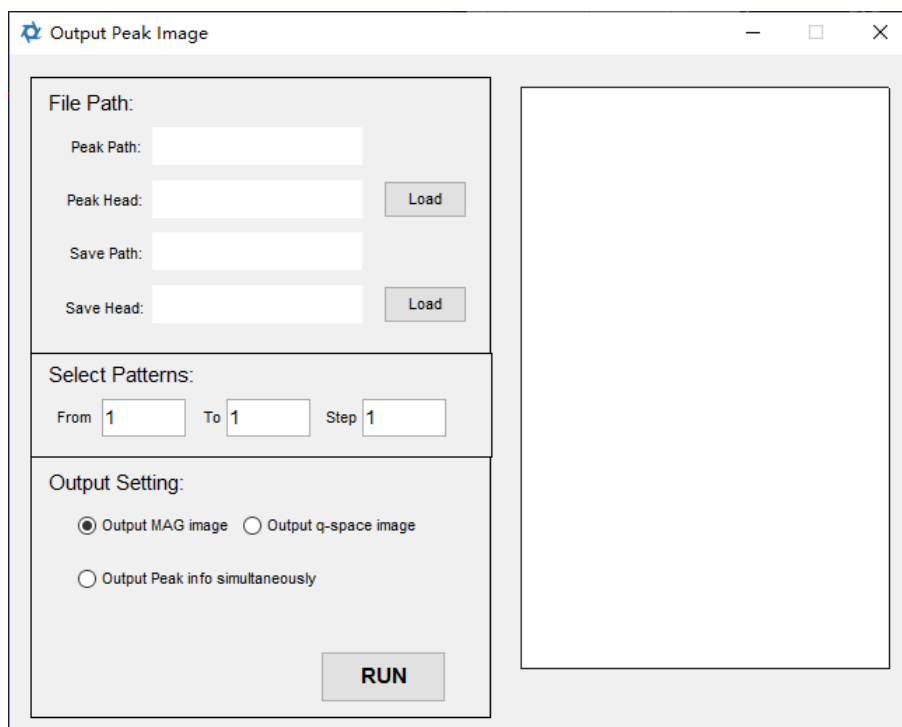 Output Peak Image
File Path:
Peak Path:
Peak Head:
Load
Save Path:
Save Head:
Load
Select Patterns:
From 1 To 1 Step 1
Output Setting:
Output MAG image Output q-space image
Output Peak info simultaneously
RUN